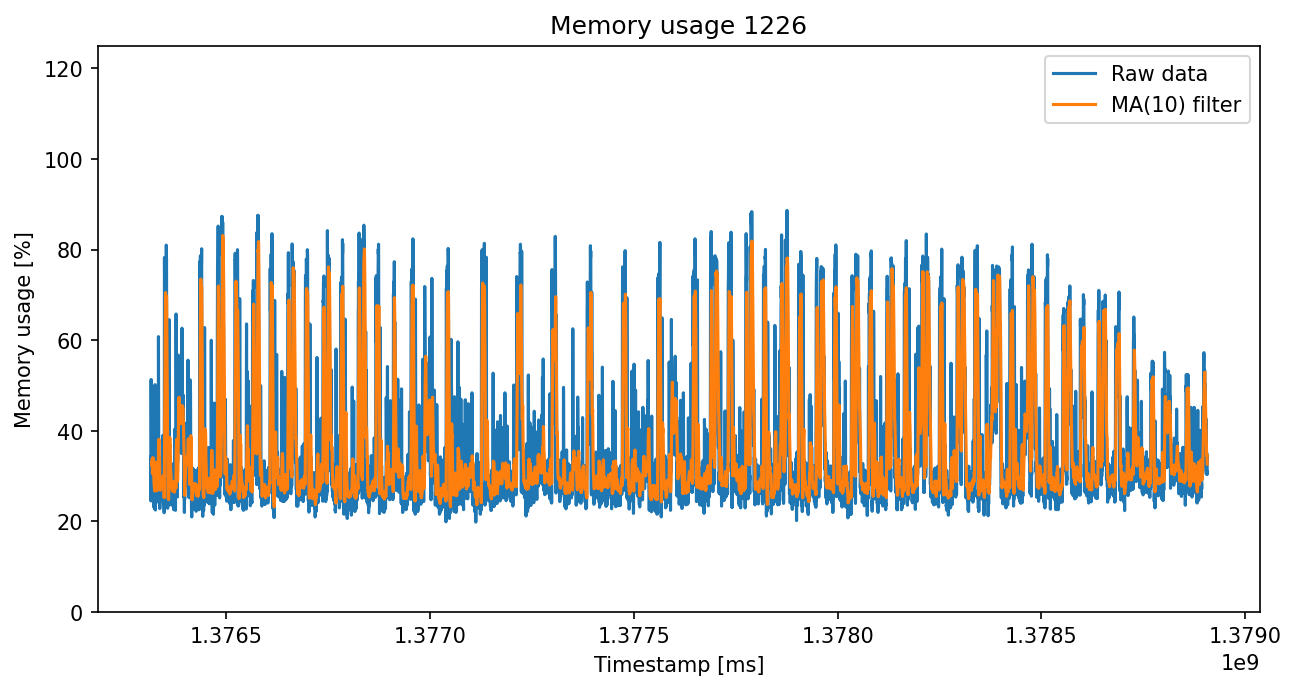 Memory usage 1226
Raw data
MA(10) filter
Memory usage [%]
120
100
80
60
40
20
0
1.3765 1.3770 1.3775 1.3780 1.3785 1.3790
1e9
Timestamp [ms]